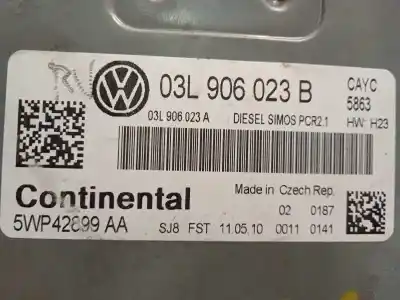 03L 906 023 B
CAYC
5863
03L 906 023 A DIESEL SIMOS PCR2.1 HW: H23
Continental
Made in Czech Rep.
02 0187
5WP42899 AA SJ8 FST 11.05.10 0011 0141